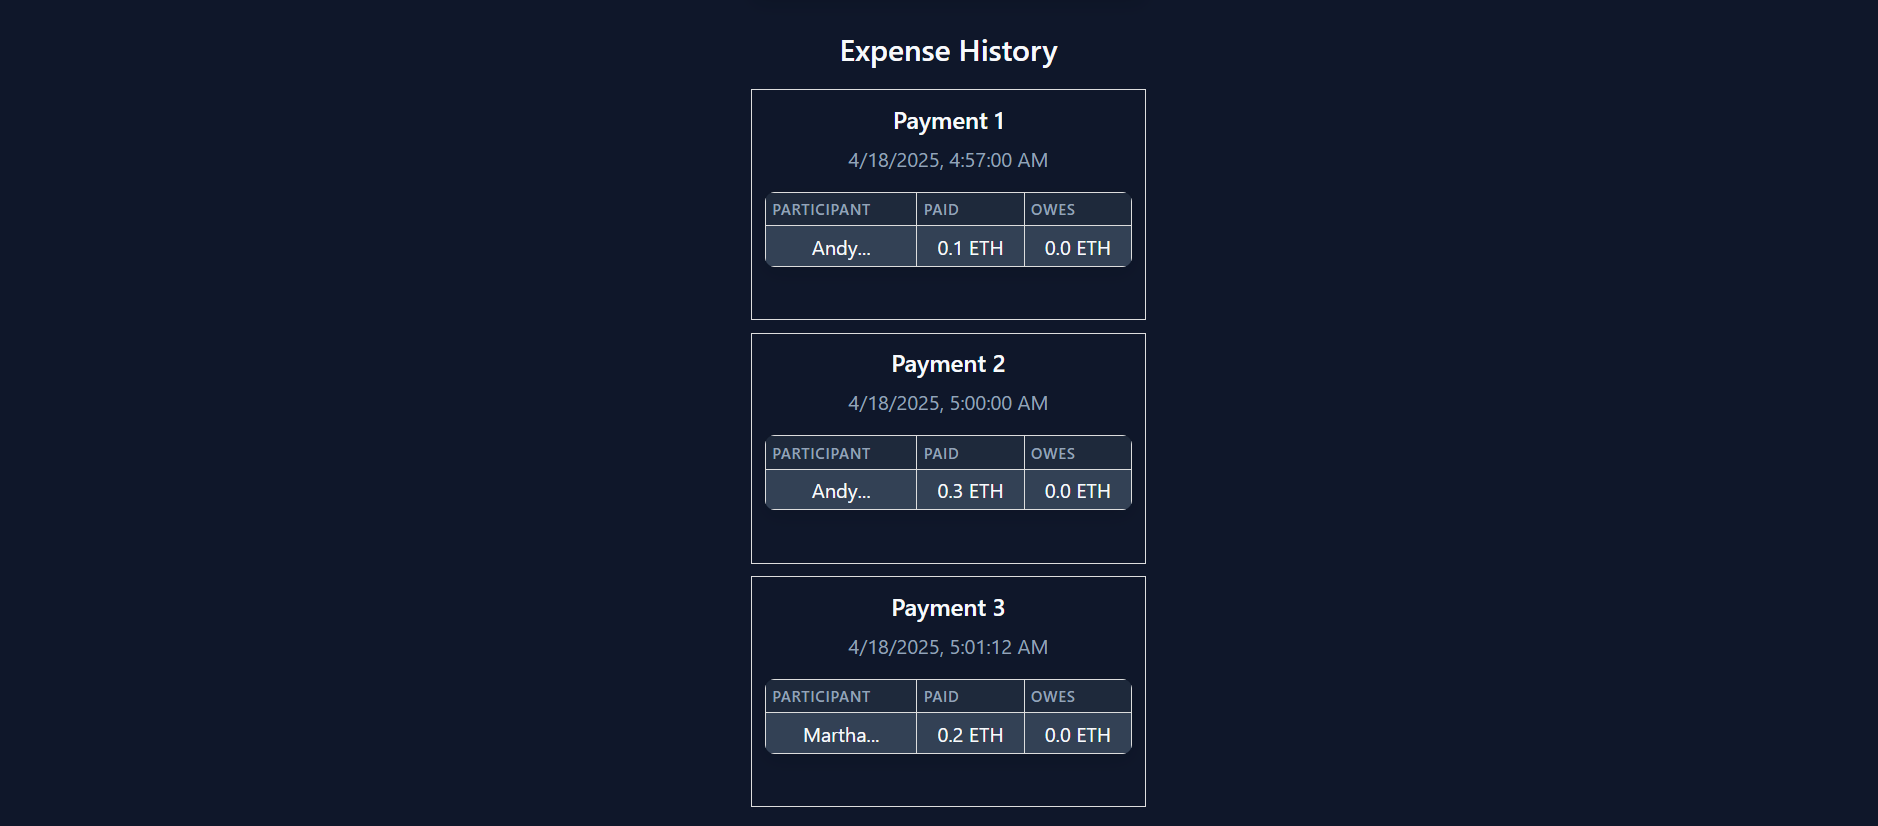 Expense History
Payment 1
4/18/2025, 4:57:00 AM
PARTICIPANT PAID OWES
Andy... 0.1 ETH 0.0 ETH
Payment 2
4/18/2025, 5:00:00 AM
PARTICIPANT PAID OWES
Andy... 0.3 ETH 0.0 ETH
Payment 3
4/18/2025, 5:01:12 AM
PARTICIPANT PAID OWES
Martha... 0.2 ETH 0.0 ETH